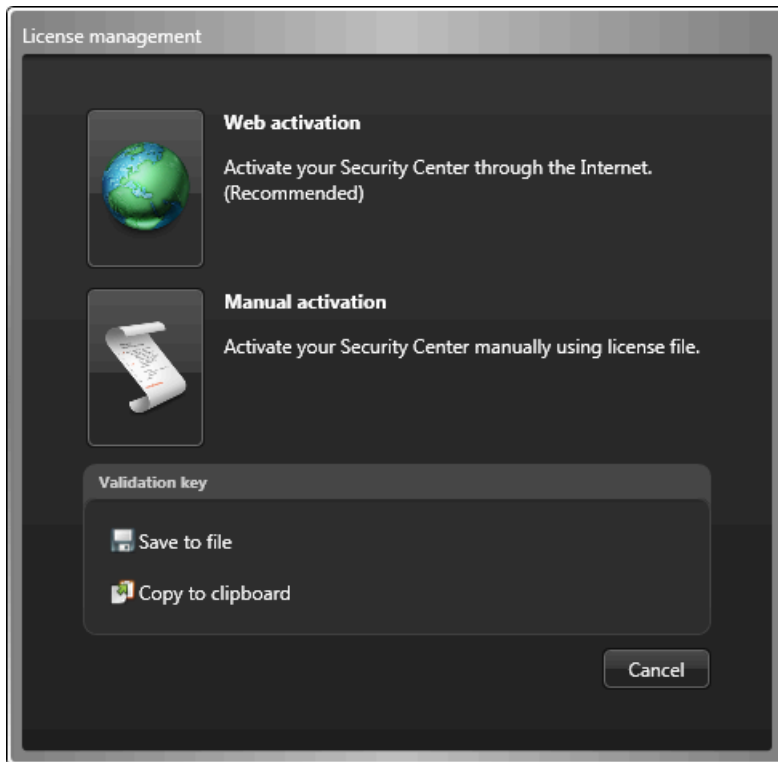 License management
Web activation
Activate your Security Center through the Internet.
(Recommended)
Manual activation
Activate your Security Center manually using license file.
Validation key
Save to file
Copy to clipboard
Cancel